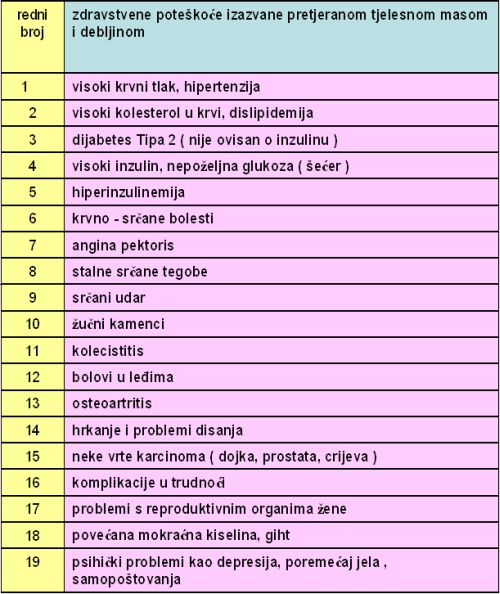 redni broj zdravstvene poteškoće izazvane pretjeranom tjelesnom masom i debljinom
1 visoki krvni tlak, hipertenzija
2 visoki kolesterol u krvi, dislipidemija
3 dijabetes Tipa 2 ( nije ovisan o inzulinu )
4 visoki inzulin, nepoželjna glukoza ( šećer )
5 hiperinzulinemija
6 krvno - srčane bolesti
7 angina pektoris
8 stalne srčane tegobe
9 srčani udar
10 žučni kamenci
11 kolecistitis
12 bolovi u leđima
13 osteoartritis
14 hrkanje i problemi disanja
15 neke vrte karcinoma ( dojka, prostata, crijeva )
16 komplikacije u trudnoći
17 problemi s reproduktivnim organima žene
18 povećana mokraćna kiselina, giht
19 psihički problemi kao depresija, poremećaj jela ,
samopoštovanja